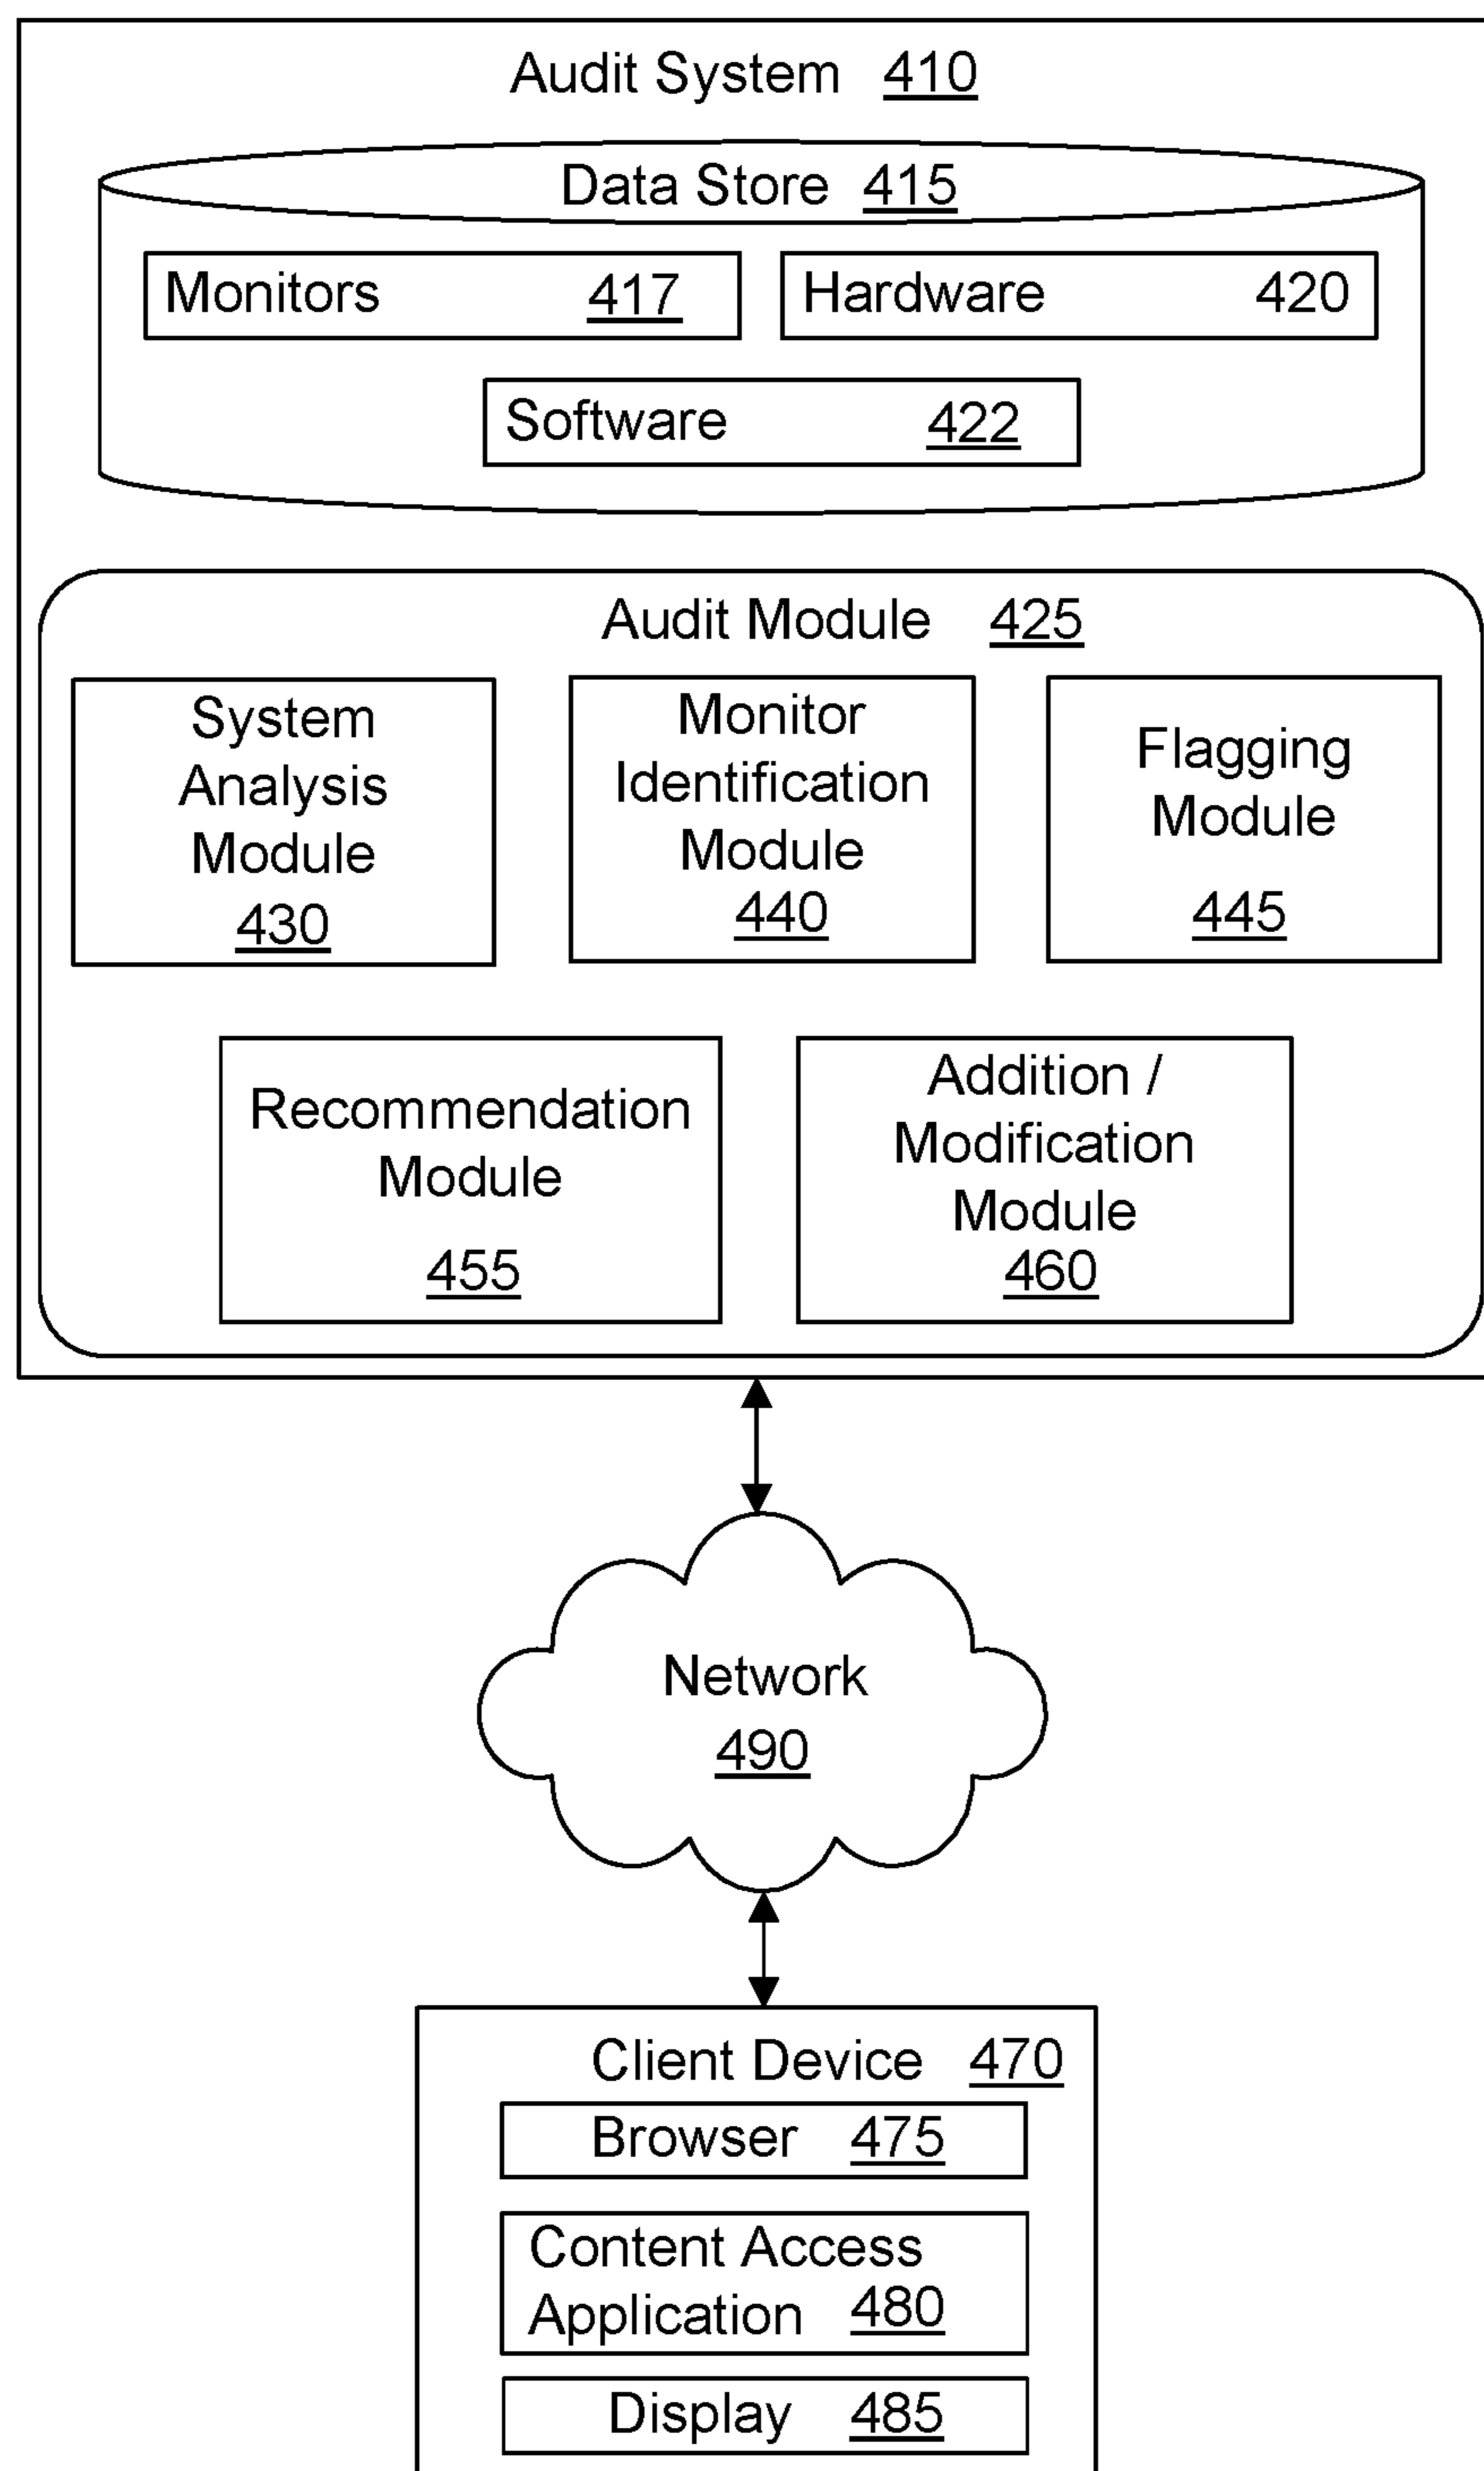 Audit System 410
Data Store 415
Monitors 417
Hardware 420
Software 422
Audit Module 425
System
Analysis
Module
430
Monitor
Identification
Module
440
Flagging
Module
445
Recommendation
Module
455
Addition /
Modification
Module
460
Network
490
Client Device 470
Browser 475
Content Access
Application 480
Display 485